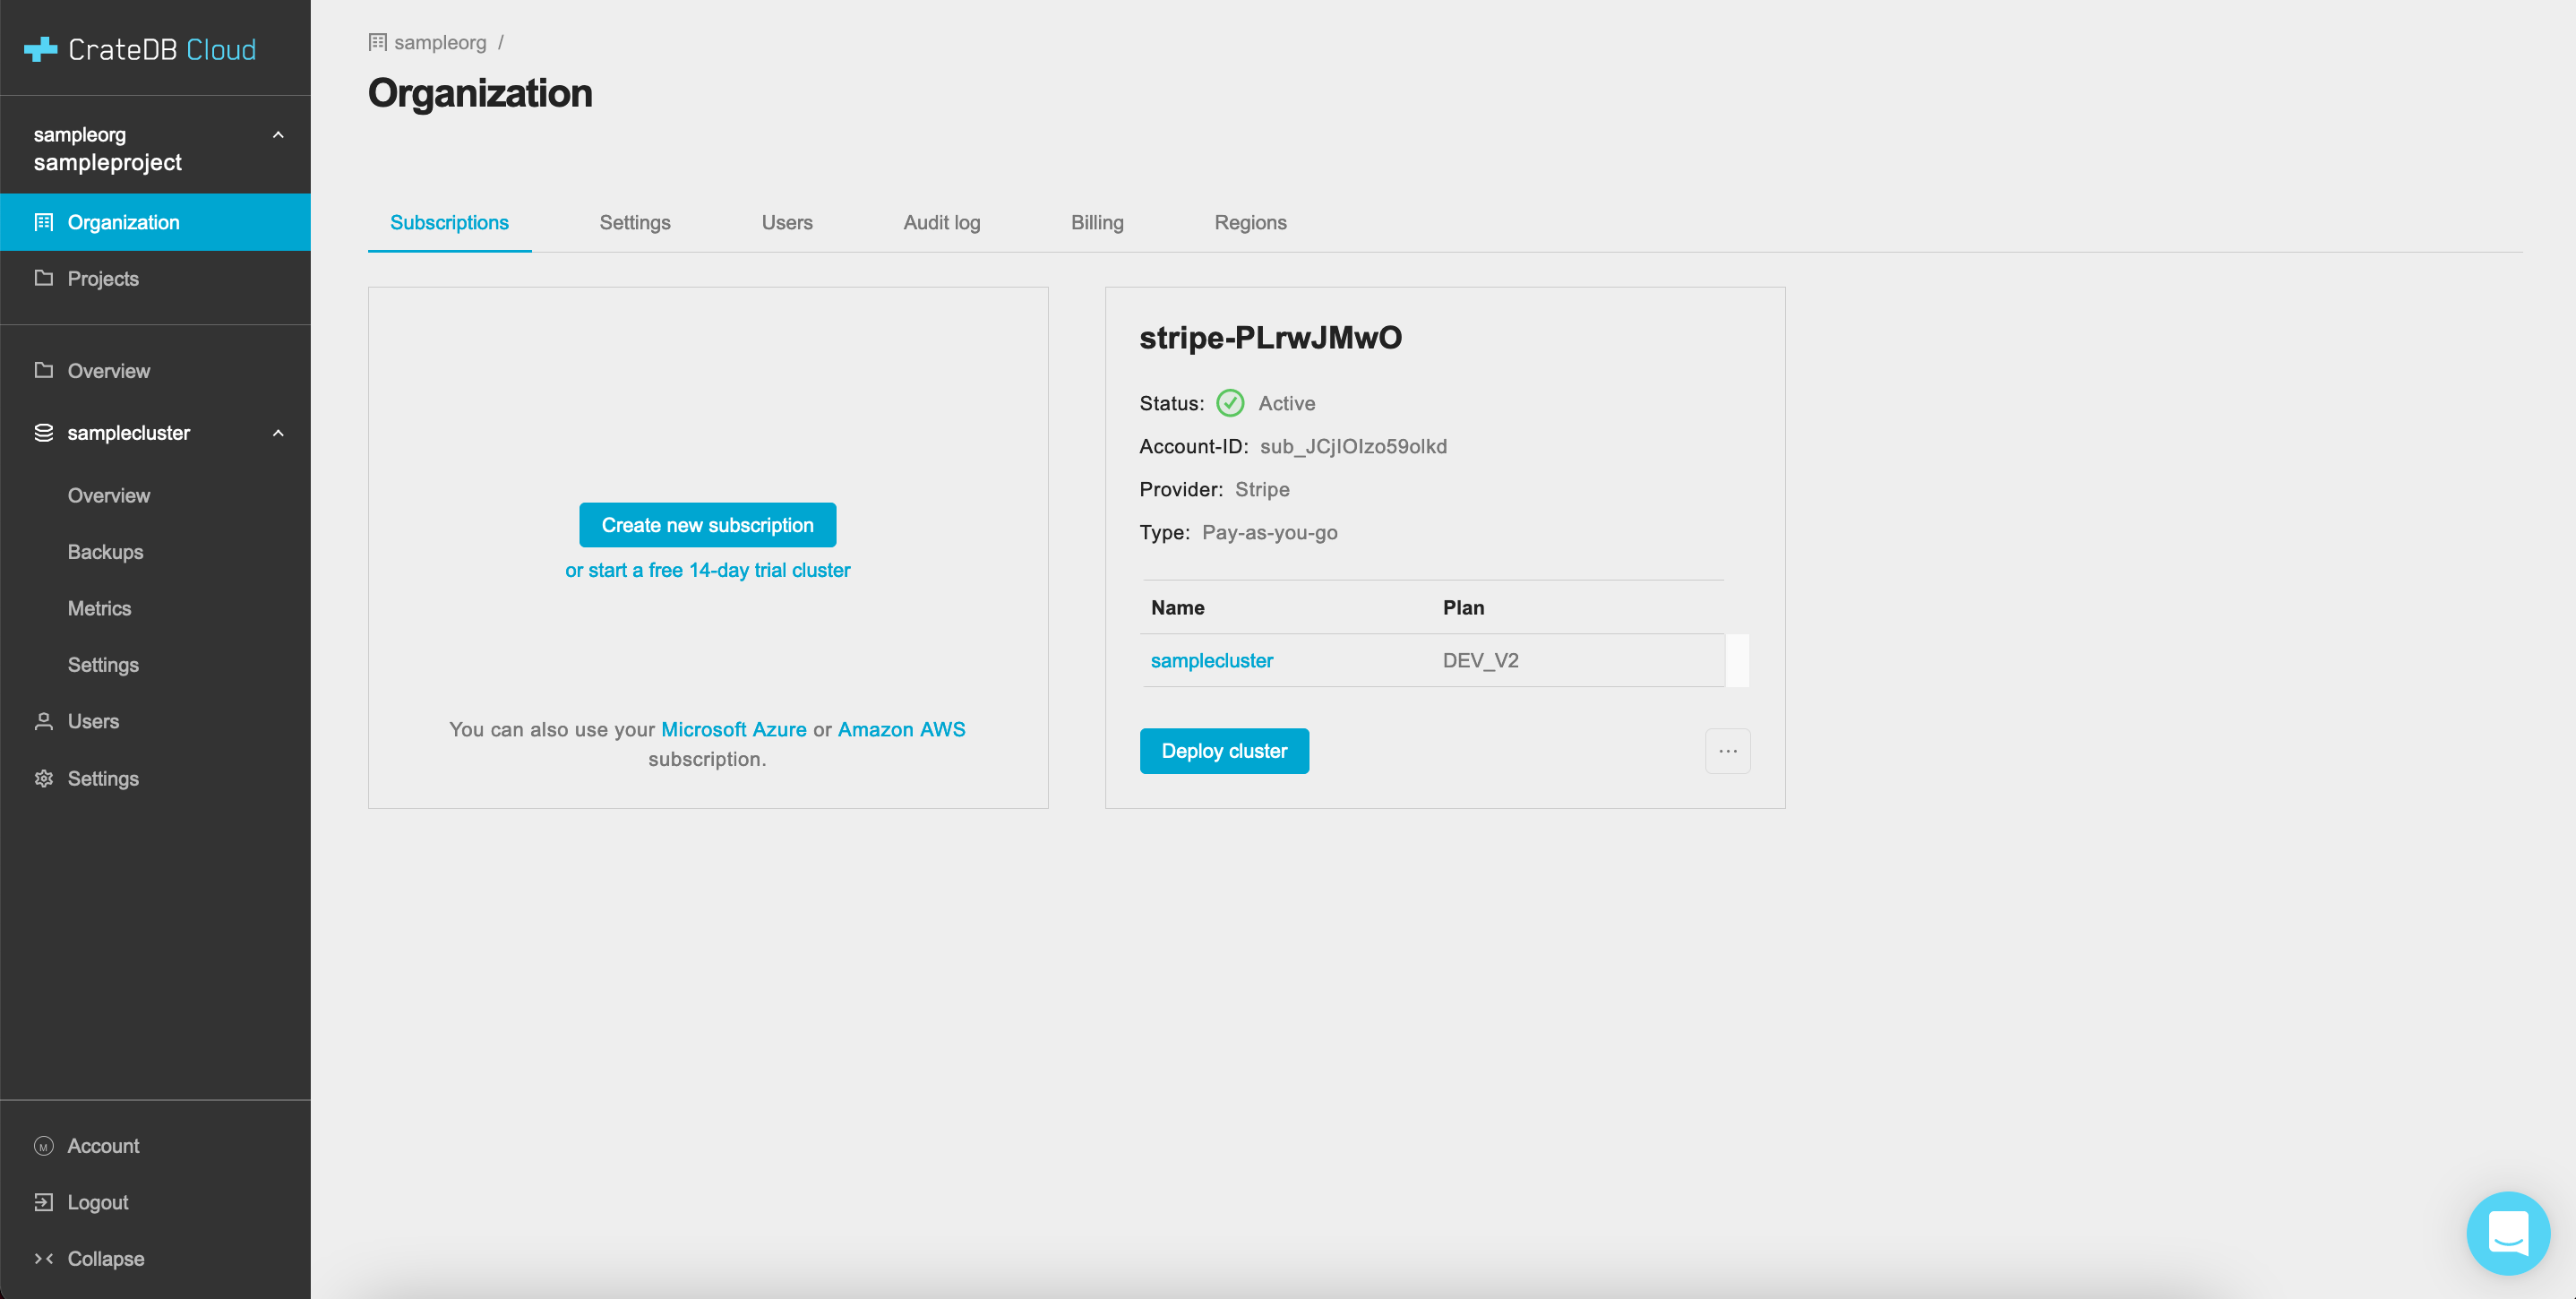 CrateDB Cloud
sampleorg
sampleproject
Organization
Projects
Overview
samplecluster
Overview
Backups
Metrics
Settings
Users
Settings
Account
Logout
Collapse
sampleorg /
Organization
Subscriptions Settings Users Audit log Billing Regions
Create new subscription
or start a free 14-day trial cluster
You can also use your Microsoft Azure or Amazon AWS
subscription.
stripe-PLrwJMwO
Status: Active
Account-ID: sub_JCjIOIzo59olkd
Provider: Stripe
Type: Pay-as-you-go
Name Plan
samplecluster DEV_V2
Deploy cluster
...